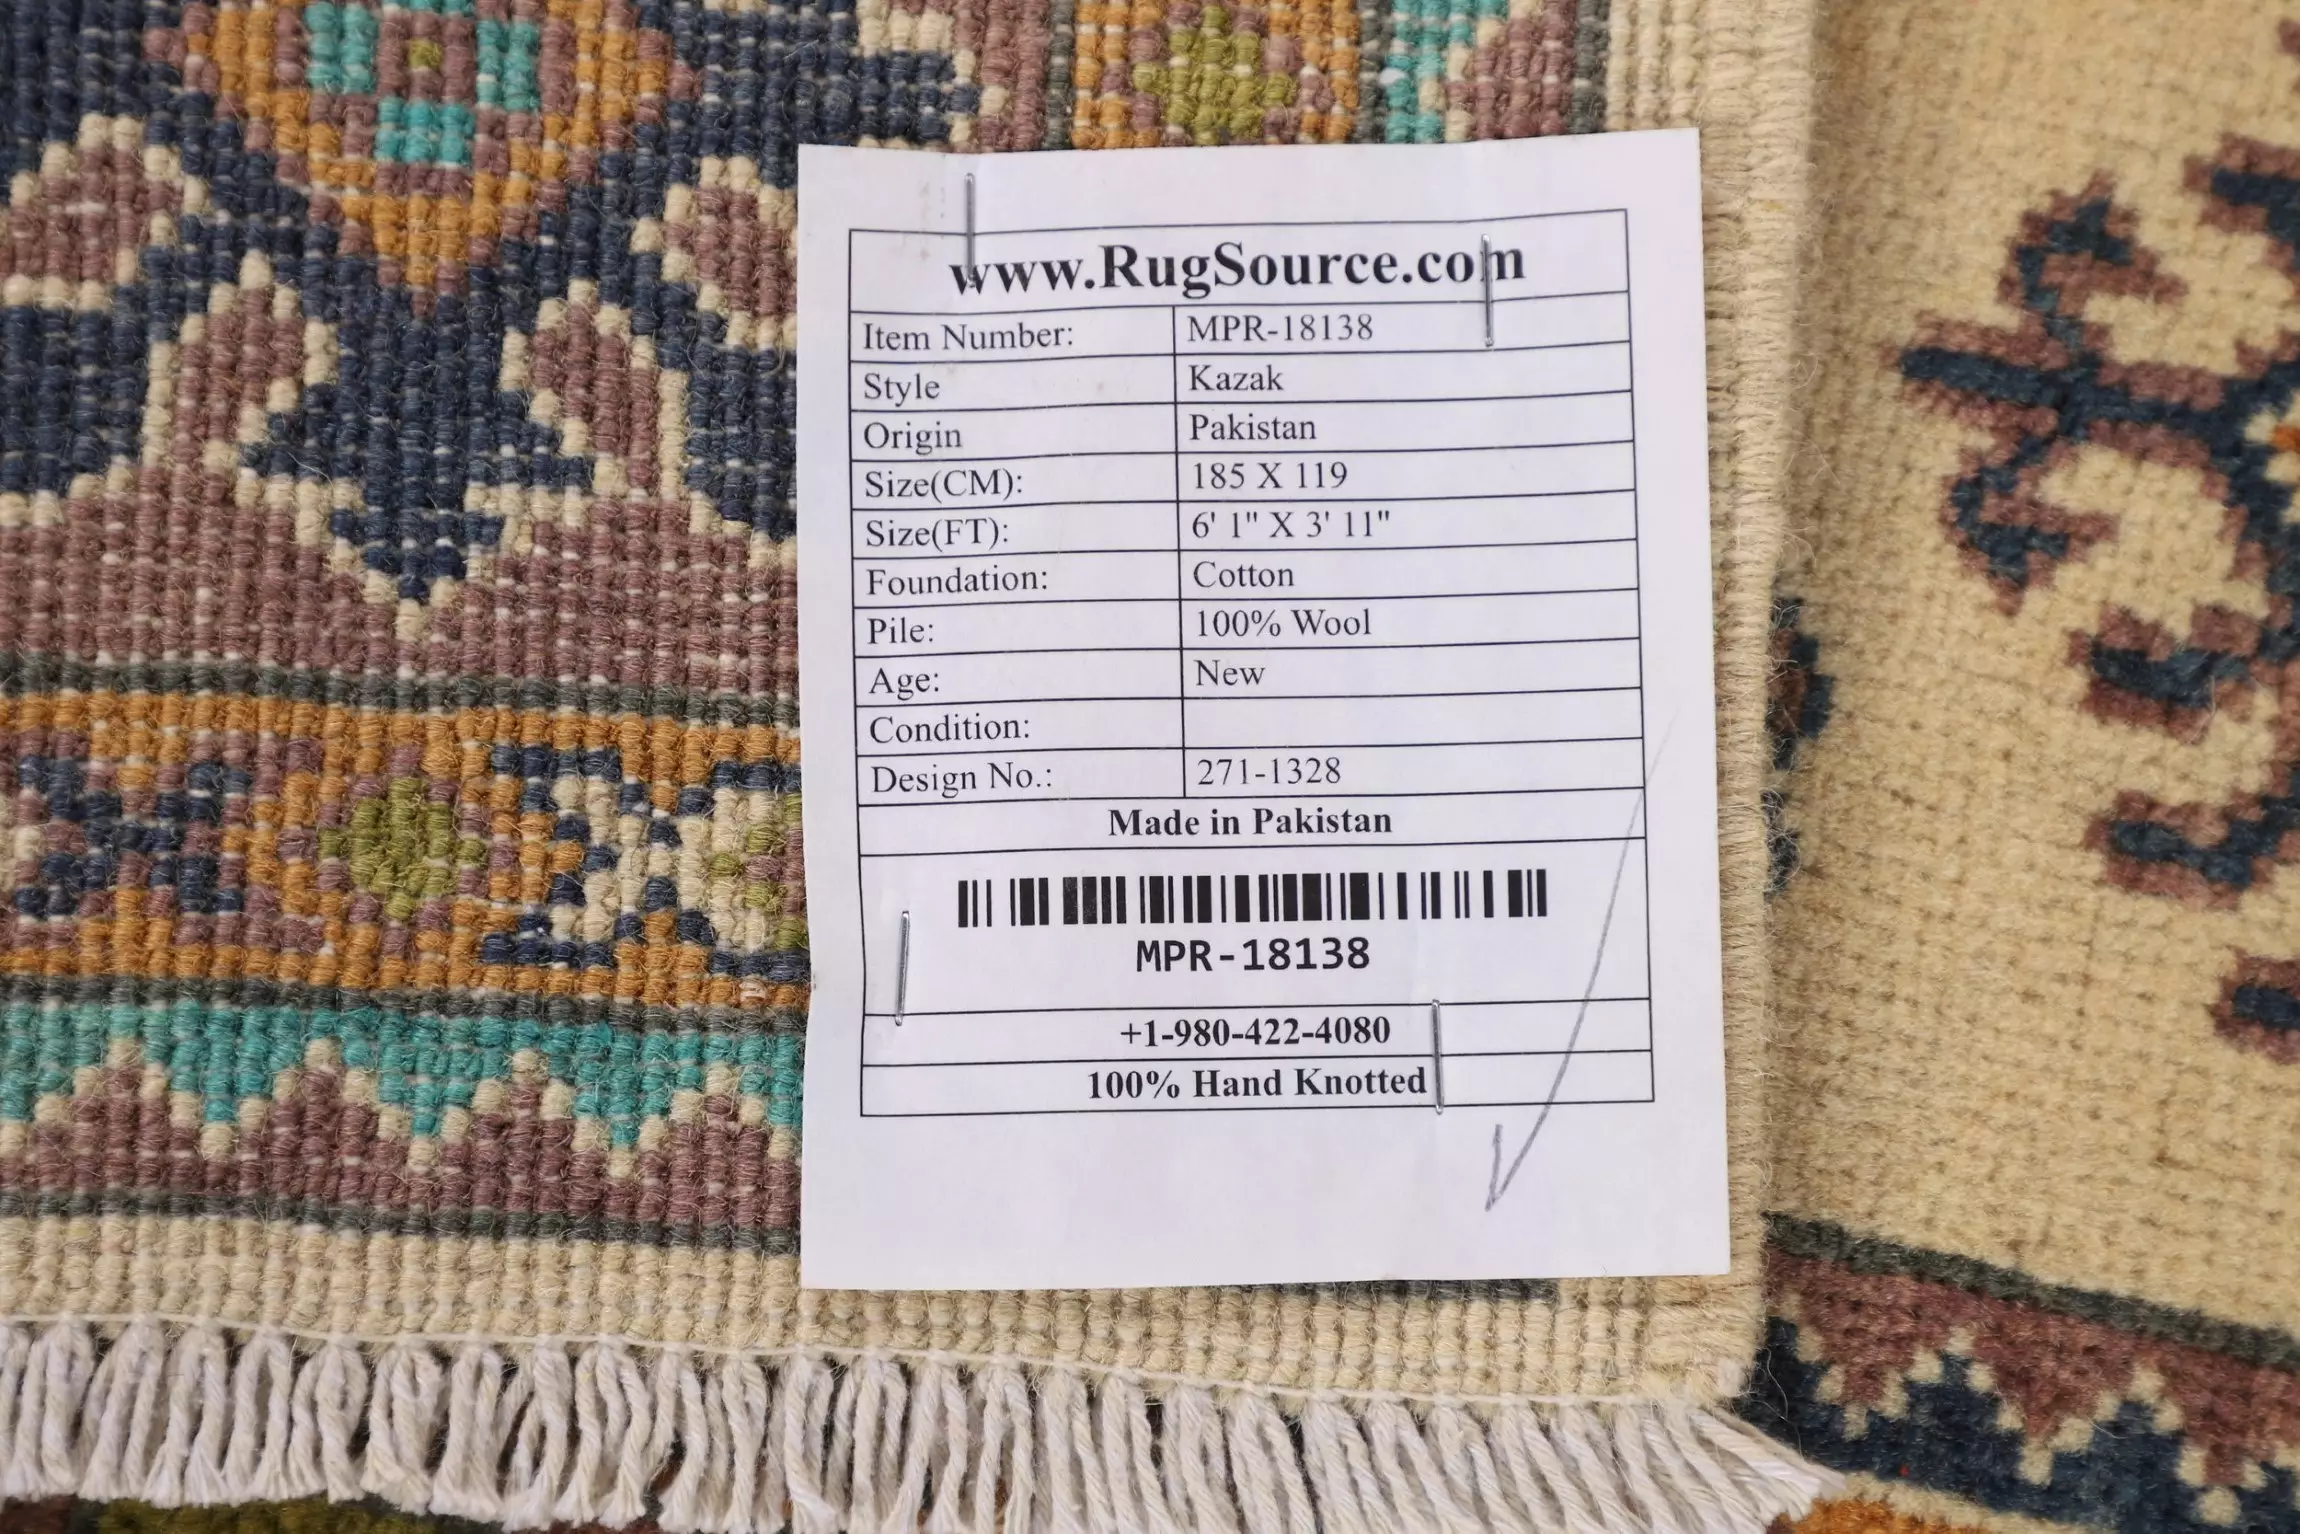 www.RugSource.com
Item Number: MPR-18138
Style Kazak
Origin Pakistan
Size(CM): 185 X 119
Size(FT): 6' 1" X 3' 11"
Foundation: Cotton
Pile: 100% Wool
Age: New
Condition:
Design No.: 271-1328
Made in Pakistan
MPR-18138
+1-980-422-4080
100% Hand Knotted